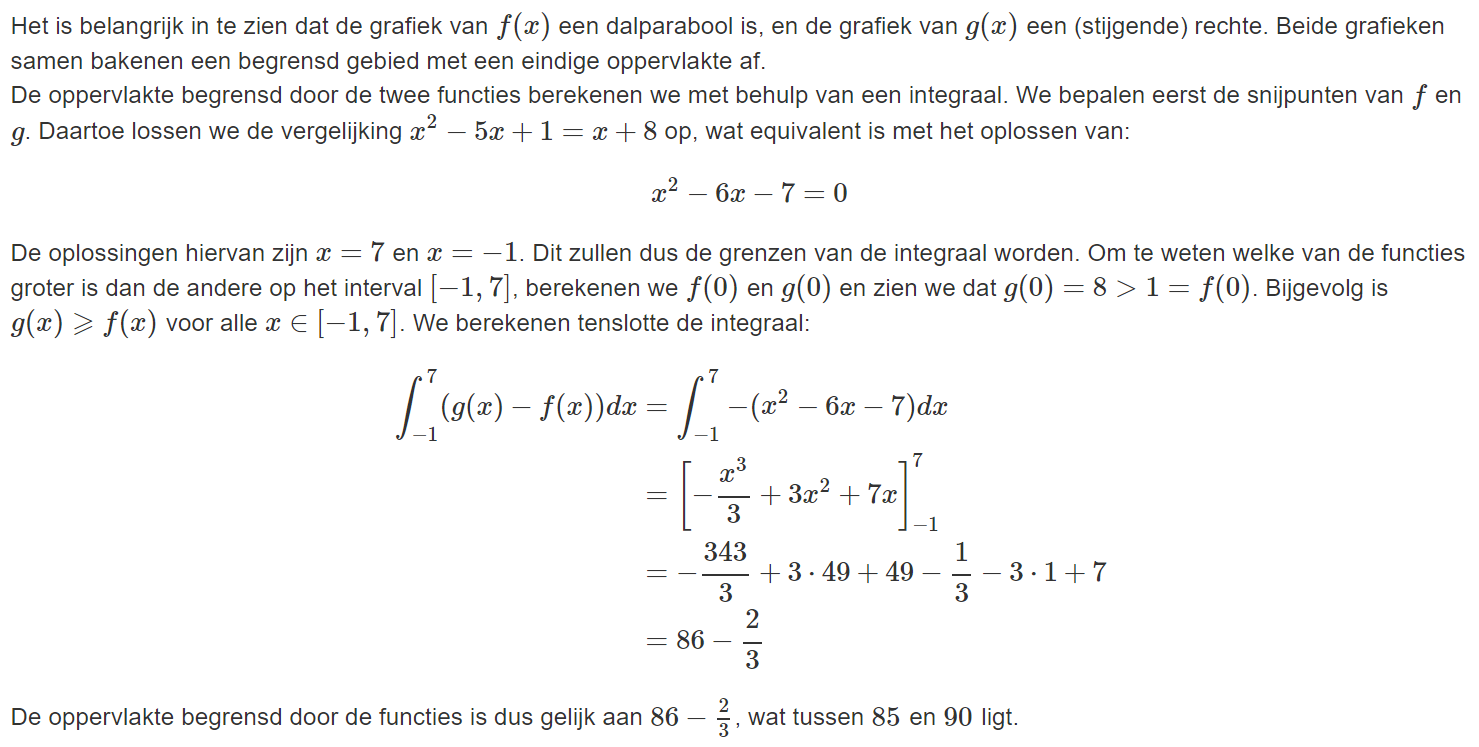 Het is belangrijk in te zien dat de grafiek van $f(x)$ een dalparabool is, en de grafiek van $g(x)$ een (stijgende) rechte. Beide grafieken
samen bakenen een begrensd gebied met een eindige oppervlakte af.
De oppervlakte begrensd door de twee functies berekenen we met behulp van een integraal. We bepalen eerst de snijpunten van $f$ en
$g$. Daartoe lossen we de vergelijking $x^2 - 5x + 1 = x + 8$ op, wat equivalent is met het oplossen van:
$x^2 - 6x - 7 = 0$
De oplossingen hiervan zijn $x = 7$ en $x = -1$. Dit zullen dus de grenzen van de integraal worden. Om te weten welke van de functies
groter is dan de andere op het interval $[-1, 7]$, berekenen we $f(0)$ en $g(0)$ en zien we dat $g(0) = 8 > 1 = f(0)$. Bijgevolg is
$g(x) \geqslant f(x)$ voor alle $x \in [-1, 7]$. We berekenen tenslotte de integraal:
$\int_{-1}^{7} (g(x) - f(x))dx = \int_{-1}^{7} -(x^2 - 6x - 7)dx$
$= \left[-\frac{x^3}{3} + 3x^2 + 7x\right]_{-1}^{7}$
$= -\frac{343}{3} + 3 \cdot 49 + 49 - \frac{1}{3} - 3 \cdot 1 + 7$
$= 86 - \frac{2}{3}$
De oppervlakte begrensd door de functies is dus gelijk aan $86 - \frac{2}{3}$, wat tussen $85$ en $90$ ligt.